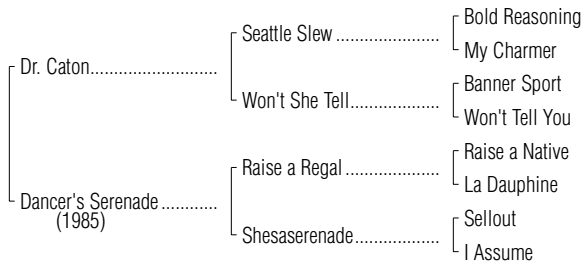 Bold Reasoning
Seattle Slew ....................
My Charmer
Dr. Caton.........................
Banner Sport
Won't She Tell..................
Won't Tell You
Raise a Native
Raise a Regal ..................
La Dauphine
Dancer's Serenade ...........
(1985)
Sellout
Shesaserenade.................
I Assume